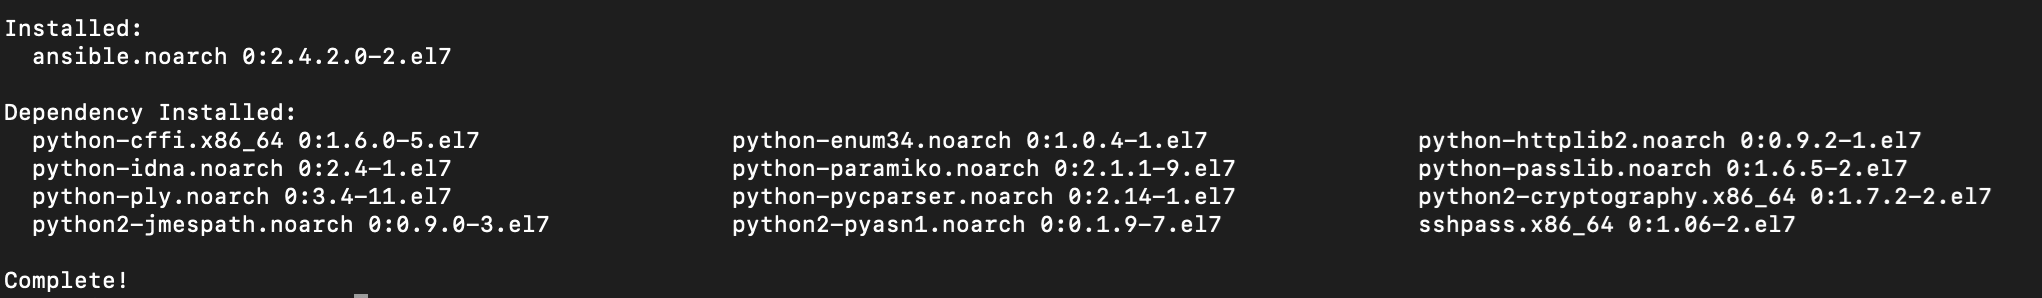 Installed:
  ansible.noarch 0:2.4.2.0-2.el7
Dependency Installed:
  python-cffi.x86_64 0:1.6.0-5.el7 python-enum34.noarch 0:1.0.4-1.el7 python-httplib2.noarch 0:0.9.2-1.el7
  python-idna.noarch 0:2.4-1.el7 python-paramiko.noarch 0:2.1.1-9.el7 python-passlib.noarch 0:1.6.5-2.el7
  python-ply.noarch 0:3.4-11.el7 python-pycparser.noarch 0:2.14-1.el7 python2-cryptography.x86_64 0:1.7.2-2.el7
  python2-jmespath.noarch 0:0.9.0-3.el7 python2-pyasn1.noarch 0:0.1.9-7.el7 sshpass.x86_64 0:1.06-2.el7
Complete!